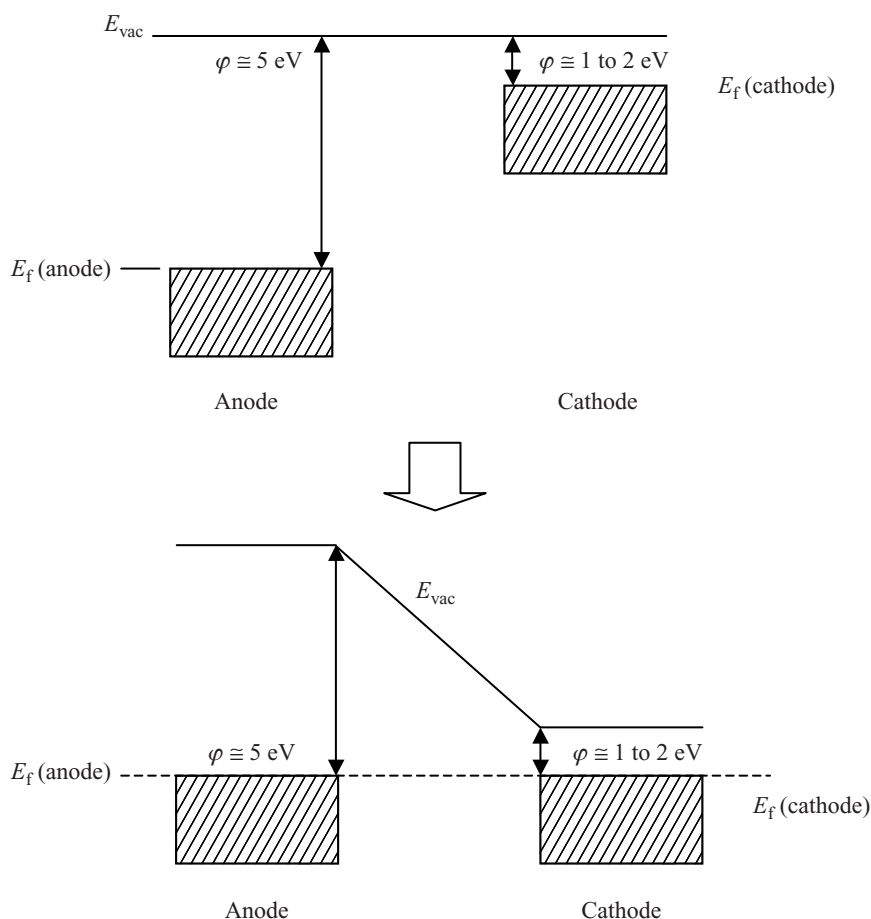 E_vac
φ ≅ 5 eV
φ ≅ 1 to 2 eV
E_f (cathode)
E_f (anode)
Anode
Cathode
E_vac
φ ≅ 5 eV
φ ≅ 1 to 2 eV
E_f (anode)
E_f (cathode)
Anode
Cathode